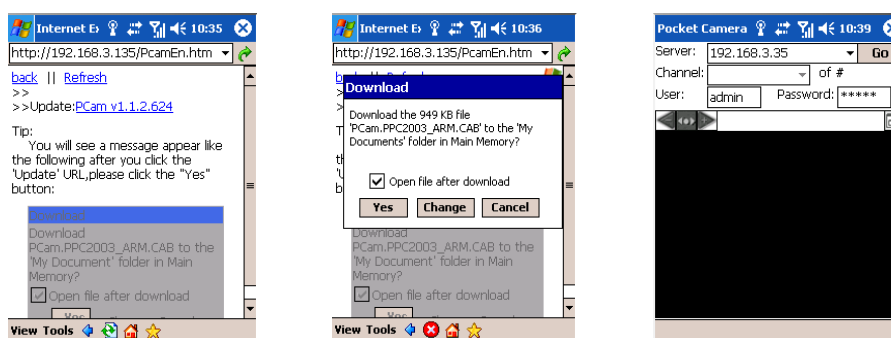 Internet E 10:35
http://192.168.3.135/PcamEn.htm
back || Refresh
>>
>>Update:PCam v1.1.2.624
Tip:
You will see a message appear like
the following after you click the
'Update' URL,please click the "Yes"
button:
Download
Download
PCam.PPC2003_ARM.CAB to the
'My Document' folder in Main
Memory?
Open file after download
Yes
View Tools
Internet E 10:36
http://192.168.3.135/PcamEn.htm
Download
Download the 949 KB file
'PCam.PPC2003_ARM.CAB' to the 'My
Documents' folder in Main Memory?
Open file after download
Yes Change Cancel
Download
PCam.PPC2003_ARM.CAB to the
'My Document' folder in Main
Memory?
Open file after download
Yes
View Tools
Pocket Camera 10:39
Server: 192.168.3.35 Go
Channel: of #
User: admin Password: *****